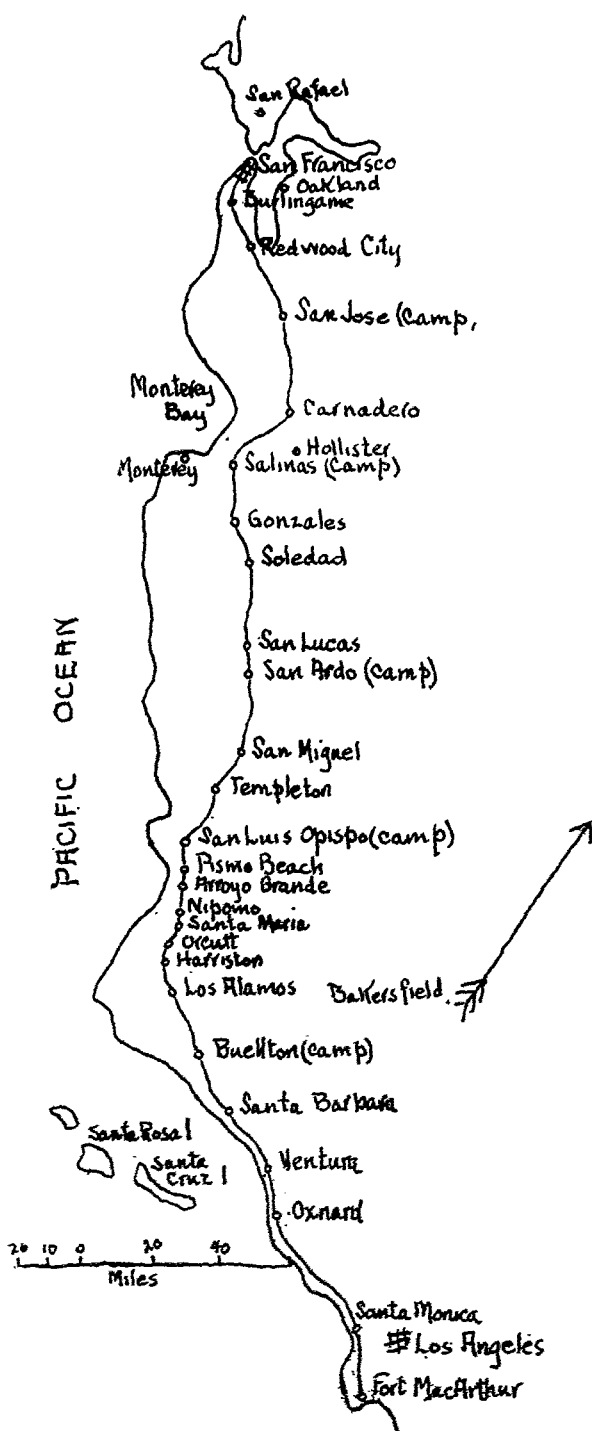 San Rafael
San Francisco
Oakland
Burlingame
Redwood City
San Jose (Camp,
Monterey
Bay
Carnadero
Hollister
Monterey
Salinas (Camp)
Gonzales
Soledad
PACIFIC OCEAN
San Lucas
San Ardo (camp)
San Miguel
Templeton
San Luis Opispo (camp)
Pismo Beach
Arroyo Grande
Nipomo
Santa Maria
Orcutt
Harriston
Los Alamos
Bakersfield
Buellton (camp)
Santa Barbara
Santa Rosa I
Santa
Cruz I
Ventura
Oxnard
20 10 0 20 40
Miles
Santa Monica
Los Angeles
Fort MacArthur